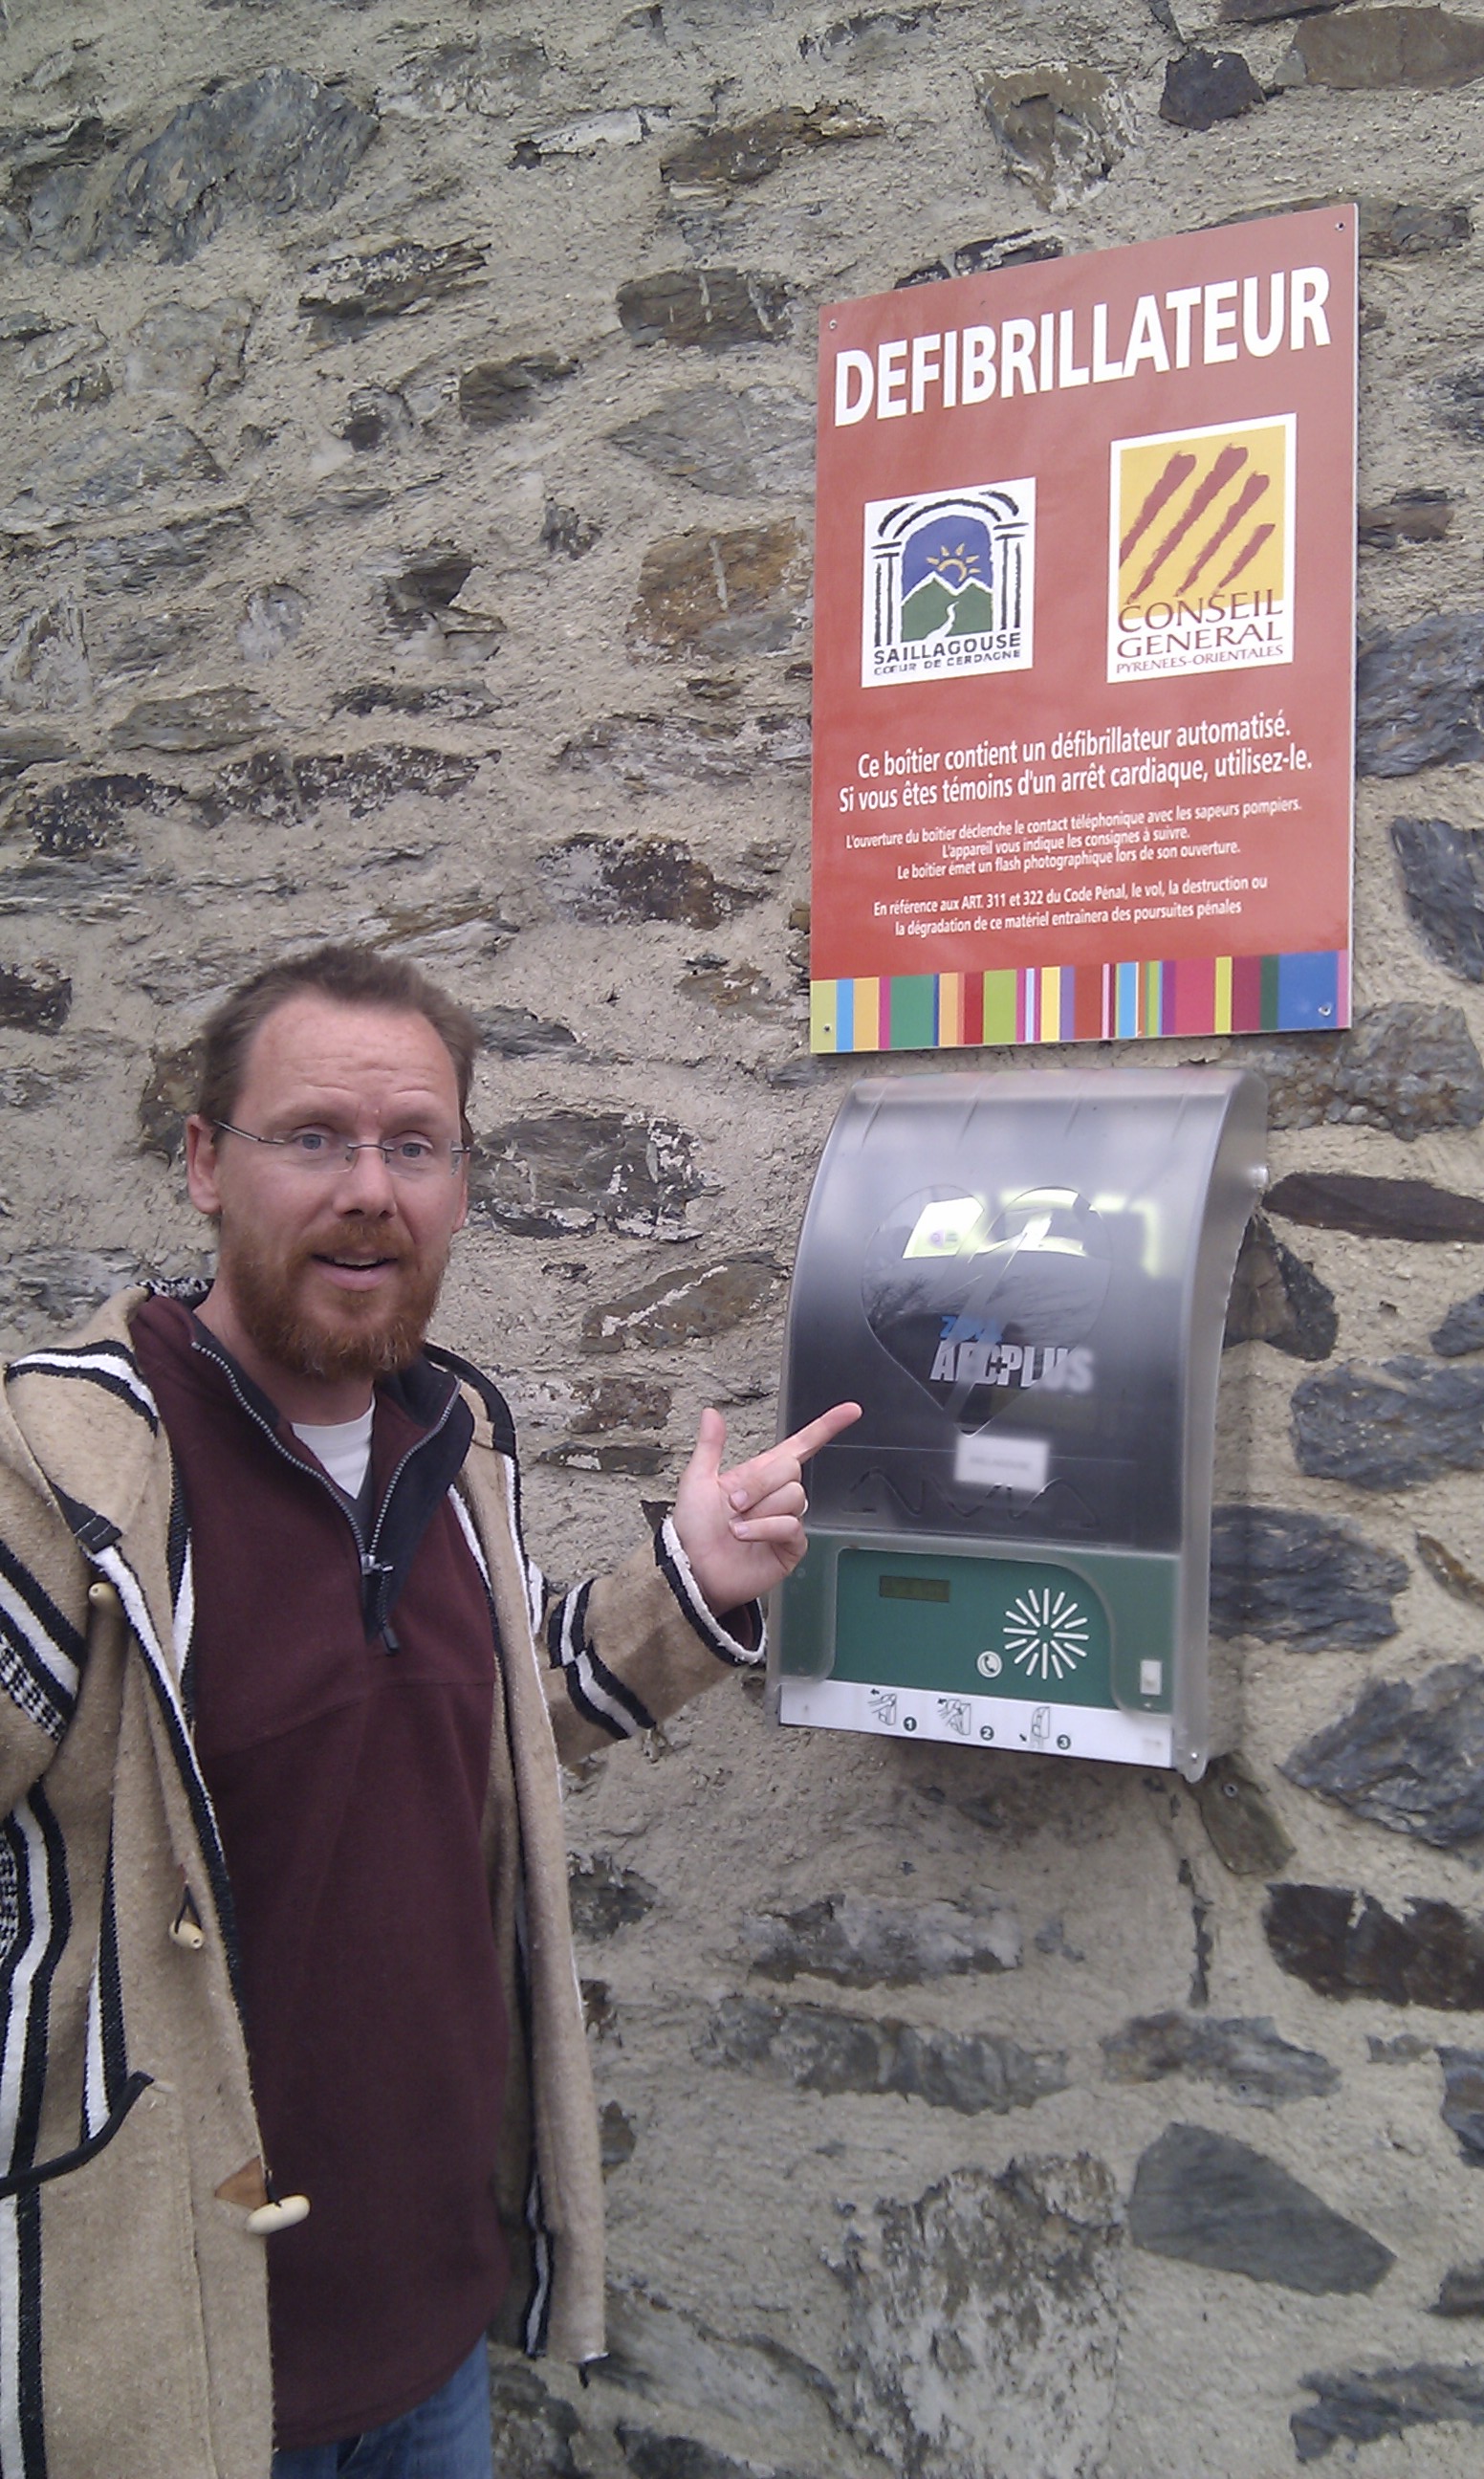 DEFIBRILLATEUR
SAILLAGOUSE
CŒUR DE CERDAGNE
CONSEIL
GENERAL
PYRENEES-ORIENTALES
Ce boîtier contient un défibrillateur automatisé.
Si vous êtes témoins d'un arrêt cardiaque, utilisez-le.
L'ouverture du boîtier déclenche le contact téléphonique avec les sapeurs pompiers.
L'appareil vous indique les consignes à suivre.
Le boîtier émet un flash photographique lors de son ouverture.
En référence aux ART. 311 et 322 du Code Pénal, le vol, la destruction ou
la dégradation de ce matériel entrainera des poursuites pénales
PLUS
1 2 3